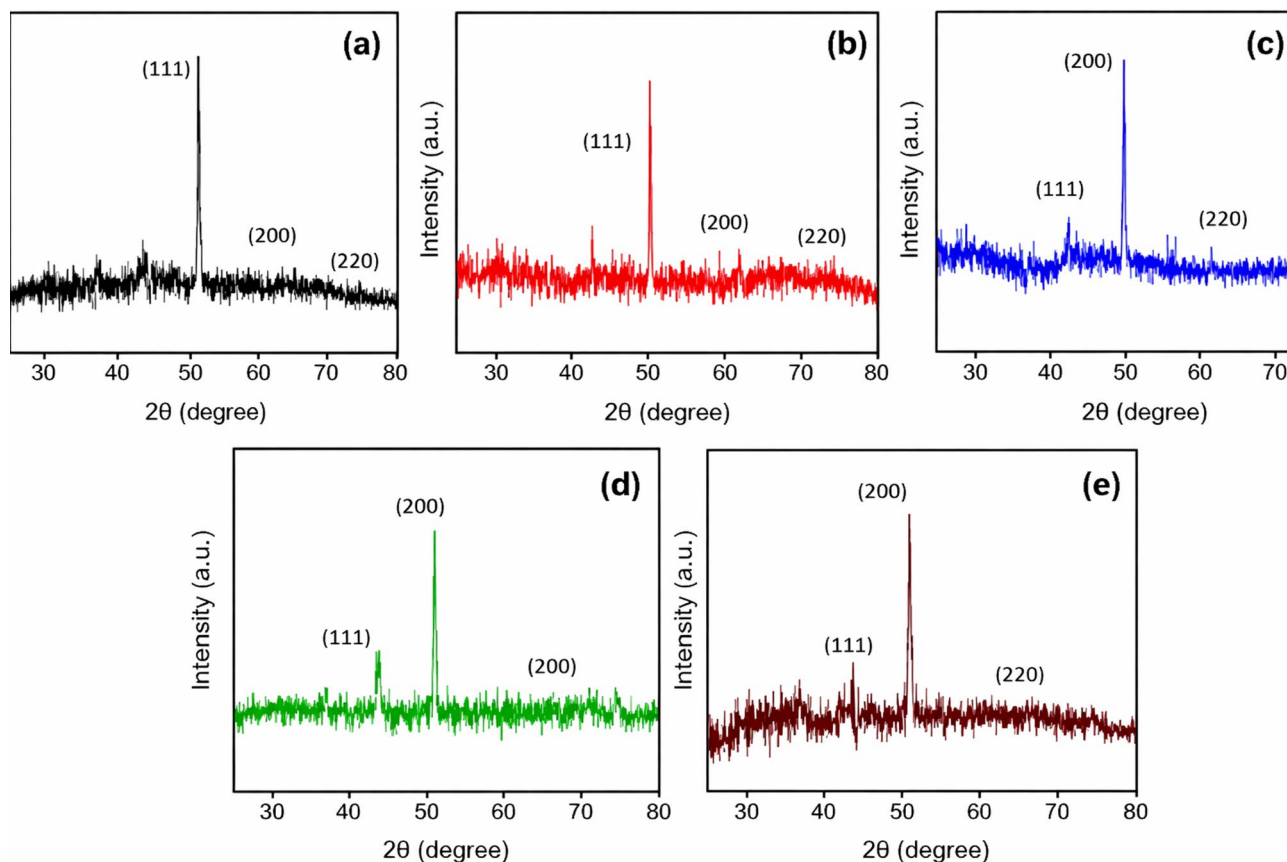 (a)
(111)
(200)
(220)
30 40 50 60 70 80
2θ (degree)
Intensity (a.u.)
(b)
(111)
(200)
(220)
30 40 50 60 70 80
2θ (degree)
Intensity (a.u.)
(c)
(200)
(111)
(220)
30 40 50 60 70
2θ (degree)
Intensity (a.u.)
(d)
(200)
(111)
(200)
30 40 50 60 70 80
2θ (degree)
Intensity (a.u.)
(e)
(200)
(111)
(220)
30 40 50 60 70 80
2θ (degree)